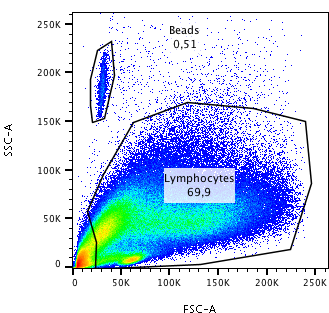 250K
200K
150K
100K
50K
0
SSC-A
Beads
0,51
Lymphocytes
69,9
0
50K
100K
150K
200K
250K
FSC-A